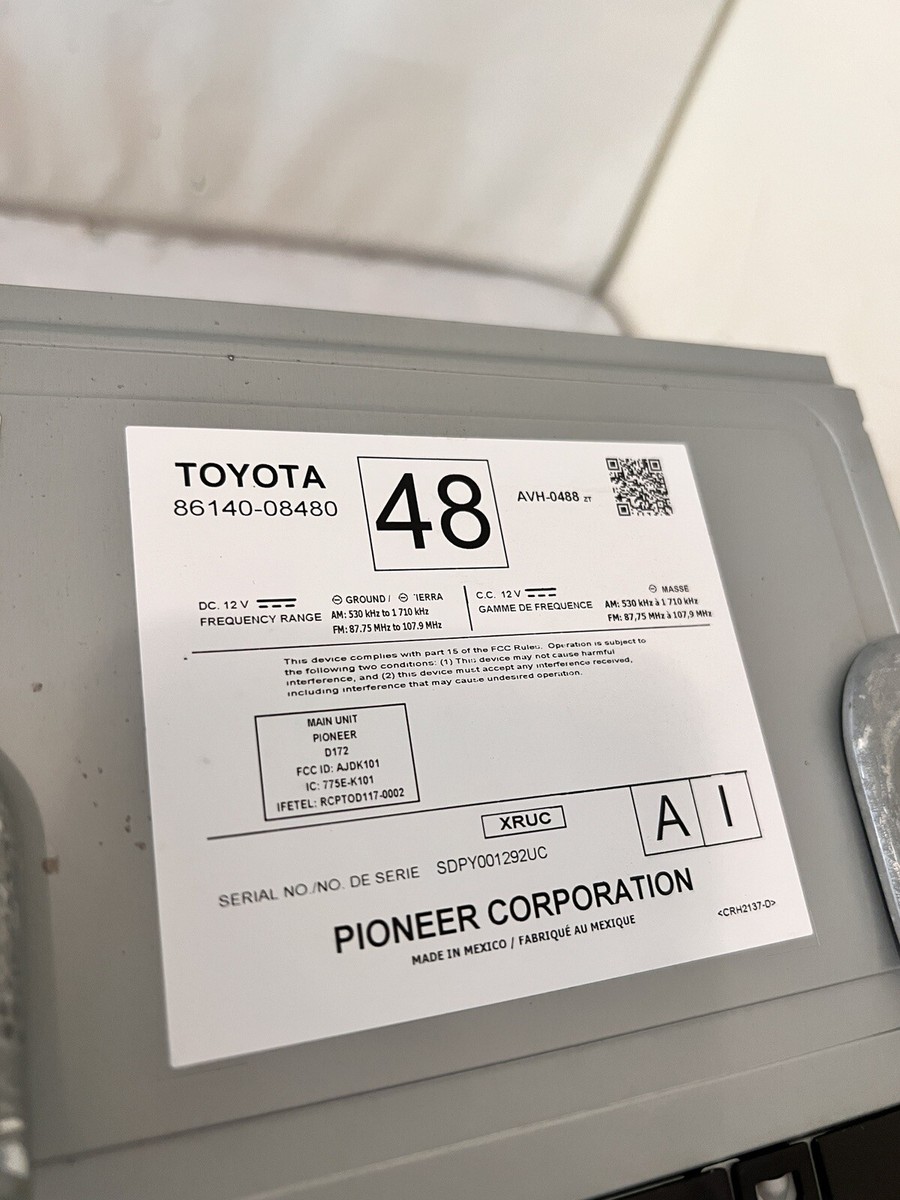 TOYOTA
86140-08480
48
AVH-0488 ZT
DC. 12 V
FREQUENCY RANGE
GROUND / IERRA
AM: 530 kHz to 1 710 kHz
FM: 87.75 MHz to 107.9 MHz
C.C. 12 V
GAMME DE FREQUENCE
MASSE
AM: 530 kHz à 1 710 kHz
FM: 87,75 MHz à 107,9 MHz
This device complies with part 15 of the FCC Rules. Operation is subject to
the following two conditions: (1) This device may not cause harmful
interference, and (2) this device must accept any interference received,
including interference that may cause undesired operation.
MAIN UNIT
PIONEER
D172
FCC ID: AJDK101
IC: 775E-K101
IFETEL: RCPTOD117-0002
XRUC
A I
SERIAL NO./NO. DE SERIE SDPY001292UC
PIONEER CORPORATION
MADE IN MEXICO / FABRIQUÉ AU MEXIQUE
<CRH2137-D>